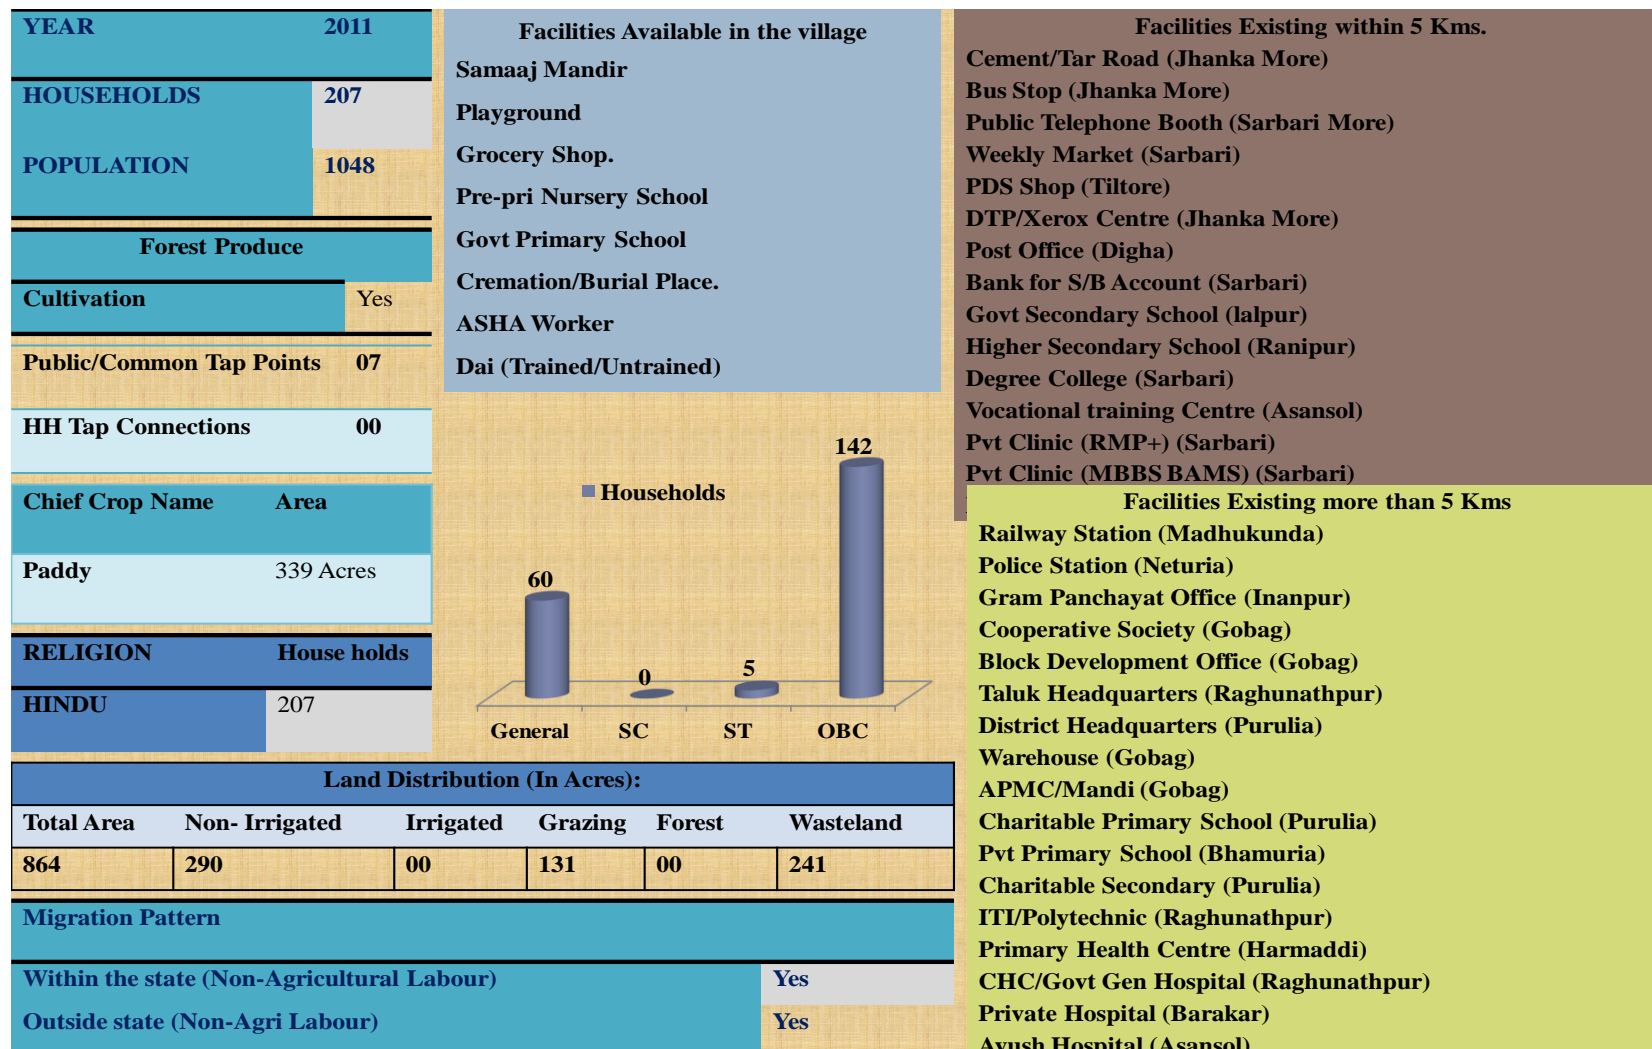 YEAR 2011
HOUSEHOLDS 207
POPULATION 1048
Forest Produce
Cultivation Yes
Public/Common Tap Points 07
HH Tap Connections 00
Chief Crop Name Area
Paddy 339 Acres
RELIGION House holds
HINDU 207
Facilities Available in the village
Samaaj Mandir
Playground
Grocery Shop.
Pre-pri Nursery School
Govt Primary School
Cremation/Burial Place.
ASHA Worker
Dai (Trained/Untrained)
Households
60
0
5
142
General SC ST OBC
Land Distribution (In Acres):
Total Area Non- Irrigated Irrigated Grazing Forest Wasteland
864 290 00 131 00 241
Migration Pattern
Within the state (Non-Agricultural Labour) Yes
Outside state (Non-Agri Labour) Yes
Facilities Existing within 5 Kms.
Cement/Tar Road (Jhanka More)
Bus Stop (Jhanka More)
Public Telephone Booth (Sarbari More)
Weekly Market (Sarbari)
PDS Shop (Tiltore)
DTP/Xerox Centre (Jhanka More)
Post Office (Digha)
Bank for S/B Account (Sarbari)
Govt Secondary School (lalpur)
Higher Secondary School (Ranipur)
Degree College (Sarbari)
Vocational training Centre (Asansol)
Pvt Clinic (RMP+) (Sarbari)
Pvt Clinic (MBBS BAMS) (Sarbari)
Facilities Existing more than 5 Kms
Railway Station (Madhukunda)
Police Station (Neturia)
Gram Panchayat Office (Inanpur)
Cooperative Society (Gobag)
Block Development Office (Gobag)
Taluk Headquarters (Raghunathpur)
District Headquarters (Purulia)
Warehouse (Gobag)
APMC/Mandi (Gobag)
Charitable Primary School (Purulia)
Pvt Primary School (Bhamuria)
Charitable Secondary (Purulia)
ITI/Polytechnic (Raghunathpur)
Primary Health Centre (Harmaddi)
CHC/Govt Gen Hospital (Raghunathpur)
Private Hospital (Barakar)
Ayush Hospital (Asansol)